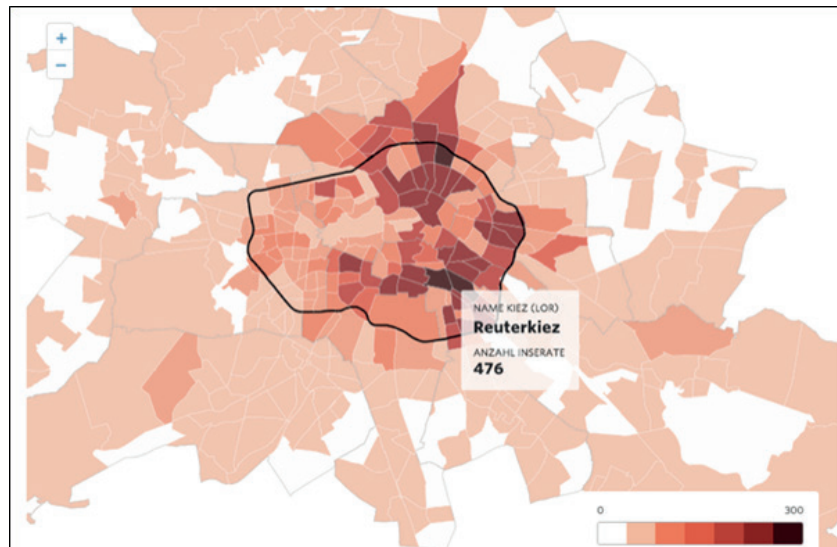 +
−
NAME KIEZ (LOR)
Reuterkiez
ANZAHL INSERATE
476
0 300